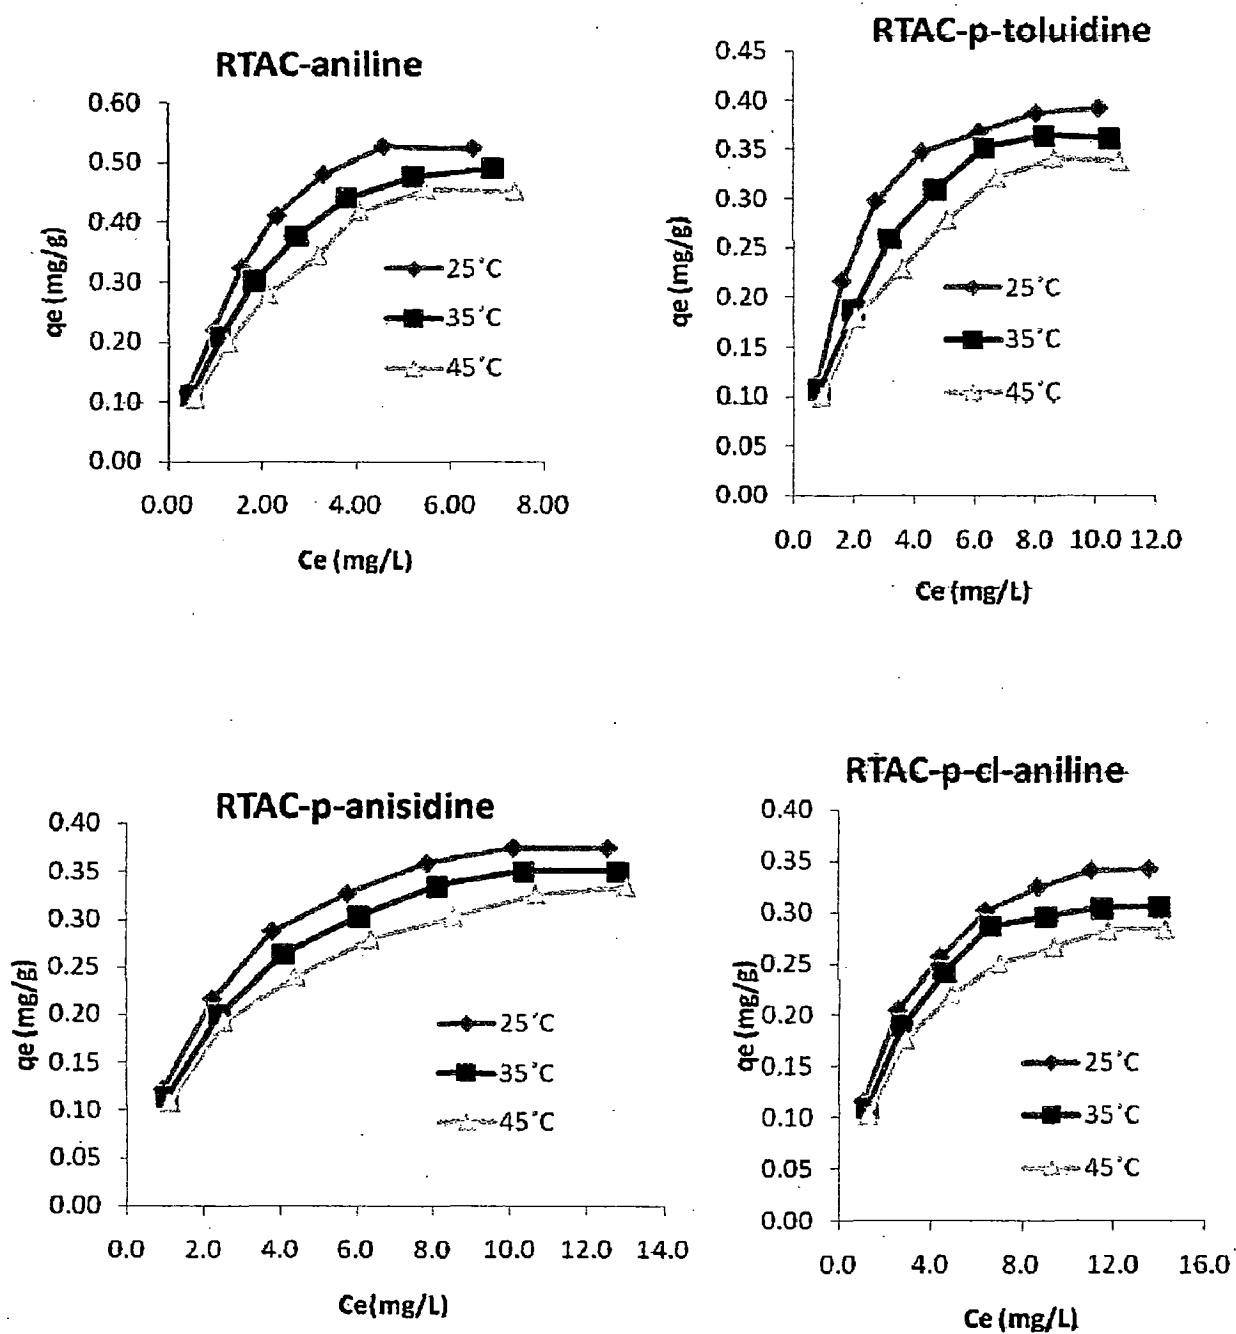 RTAC-aniline
0.60
0.50
0.40
0.30
0.20
0.10
0.00
qe (mg/g)
25°C
35°C
45°C
0.00 2.00 4.00 6.00 8.00
Ce (mg/L)
RTAC-p-toluidine
0.45
0.40
0.35
0.30
0.25
0.20
0.15
0.10
0.05
0.00
qe (mg/g)
25°C
35°C
45°C
0.0 2.0 4.0 6.0 8.0 10.0 12.0
Ce (mg/L)
RTAC-p-anisidine
0.40
0.35
0.30
0.25
0.20
0.15
0.10
0.05
0.00
qe (mg/g)
25°C
35°C
45°C
0.0 2.0 4.0 6.0 8.0 10.0 12.0 14.0
Ce(mg/L)
RTAC-p-cl-aniline
0.40
0.35
0.30
0.25
0.20
0.15
0.10
0.05
0.00
qe (mg/g)
25°C
35°C
45°C
0.0 4.0 8.0 12.0 16.0
Ce (mg/L)